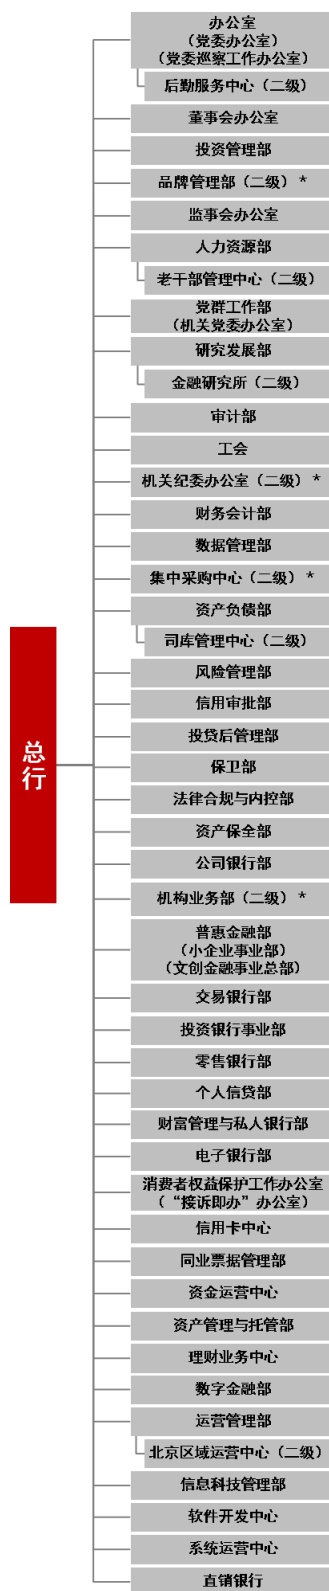 办公室
(党委办公室)
(党委巡察工作办公室)
后勤服务中心（二级）
董事会办公室
投资管理部
品牌管理部（二级）*
监事会办公室
人力资源部
老干部管理中心（二级）
党群工作部
（机关党委办公室）
研究发展部
金融研究所（二级）
审计部
工会
机关纪委办公室（二级）*
财务会计部
数据管理部
集中采购中心（二级）*
资产负债部
司库管理中心（二级）
风险管理部
信用审批部
投贷后管理部
保卫部
法律合规与内控部
资产保全部
公司银行部
机构业务部（二级）*
普惠金融部
（小企业事业部）
（文创金融事业总部）
交易银行部
投资银行事业部
零售银行部
个人信贷部
财富管理与私人银行部
电子银行部
消费者权益保护工作办公室
（“接诉即办”办公室）
信用卡中心
同业票据管理部
资金运营中心
资产管理与托管部
理财业务中心
数字金融部
运营管理部
北京区域运营中心（二级）
信息科技管理部
软件开发中心
系统运营中心
直销银行
总行